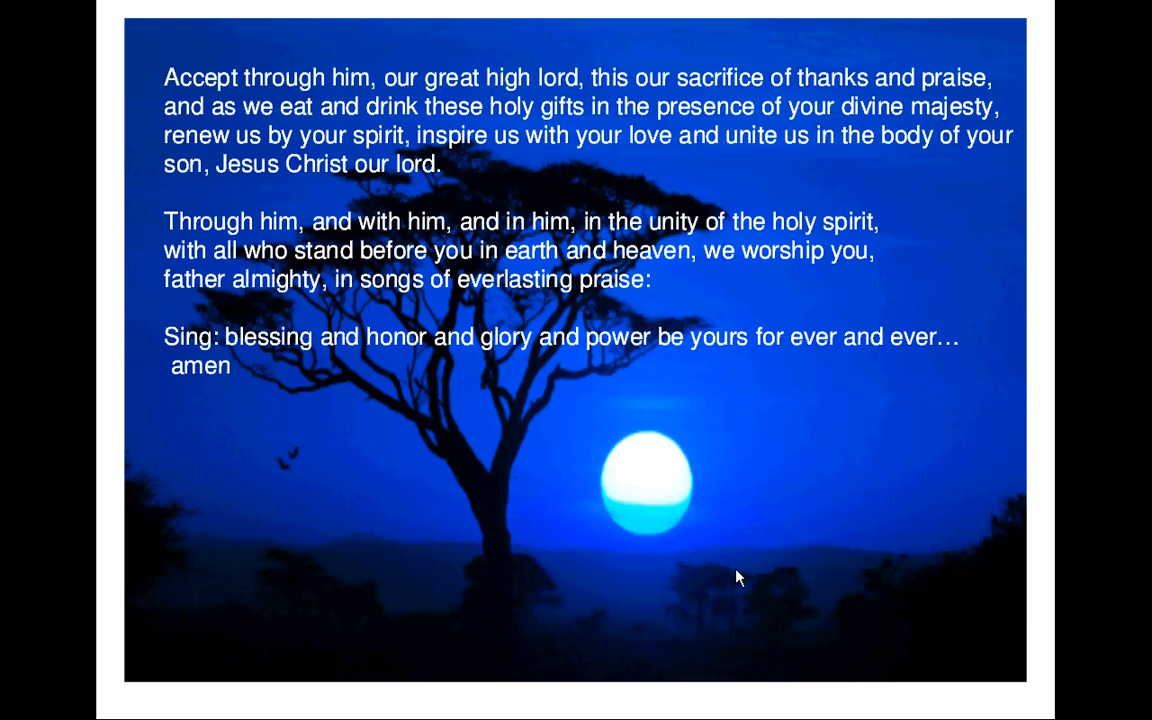 Accept through him, our great high lord, this our sacrifice of thanks and praise,
and as we eat and drink these holy gifts in the presence of your divine majesty,
renew us by your spirit, inspire us with your love and unite us in the body of your
son, Jesus Christ our lord.
Through him, and with him, and in him, in the unity of the holy spirit,
with all who stand before you in earth and heaven, we worship you,
father almighty, in songs of everlasting praise:
Sing: blessing and honor and glory and power be yours for ever and ever…
amen